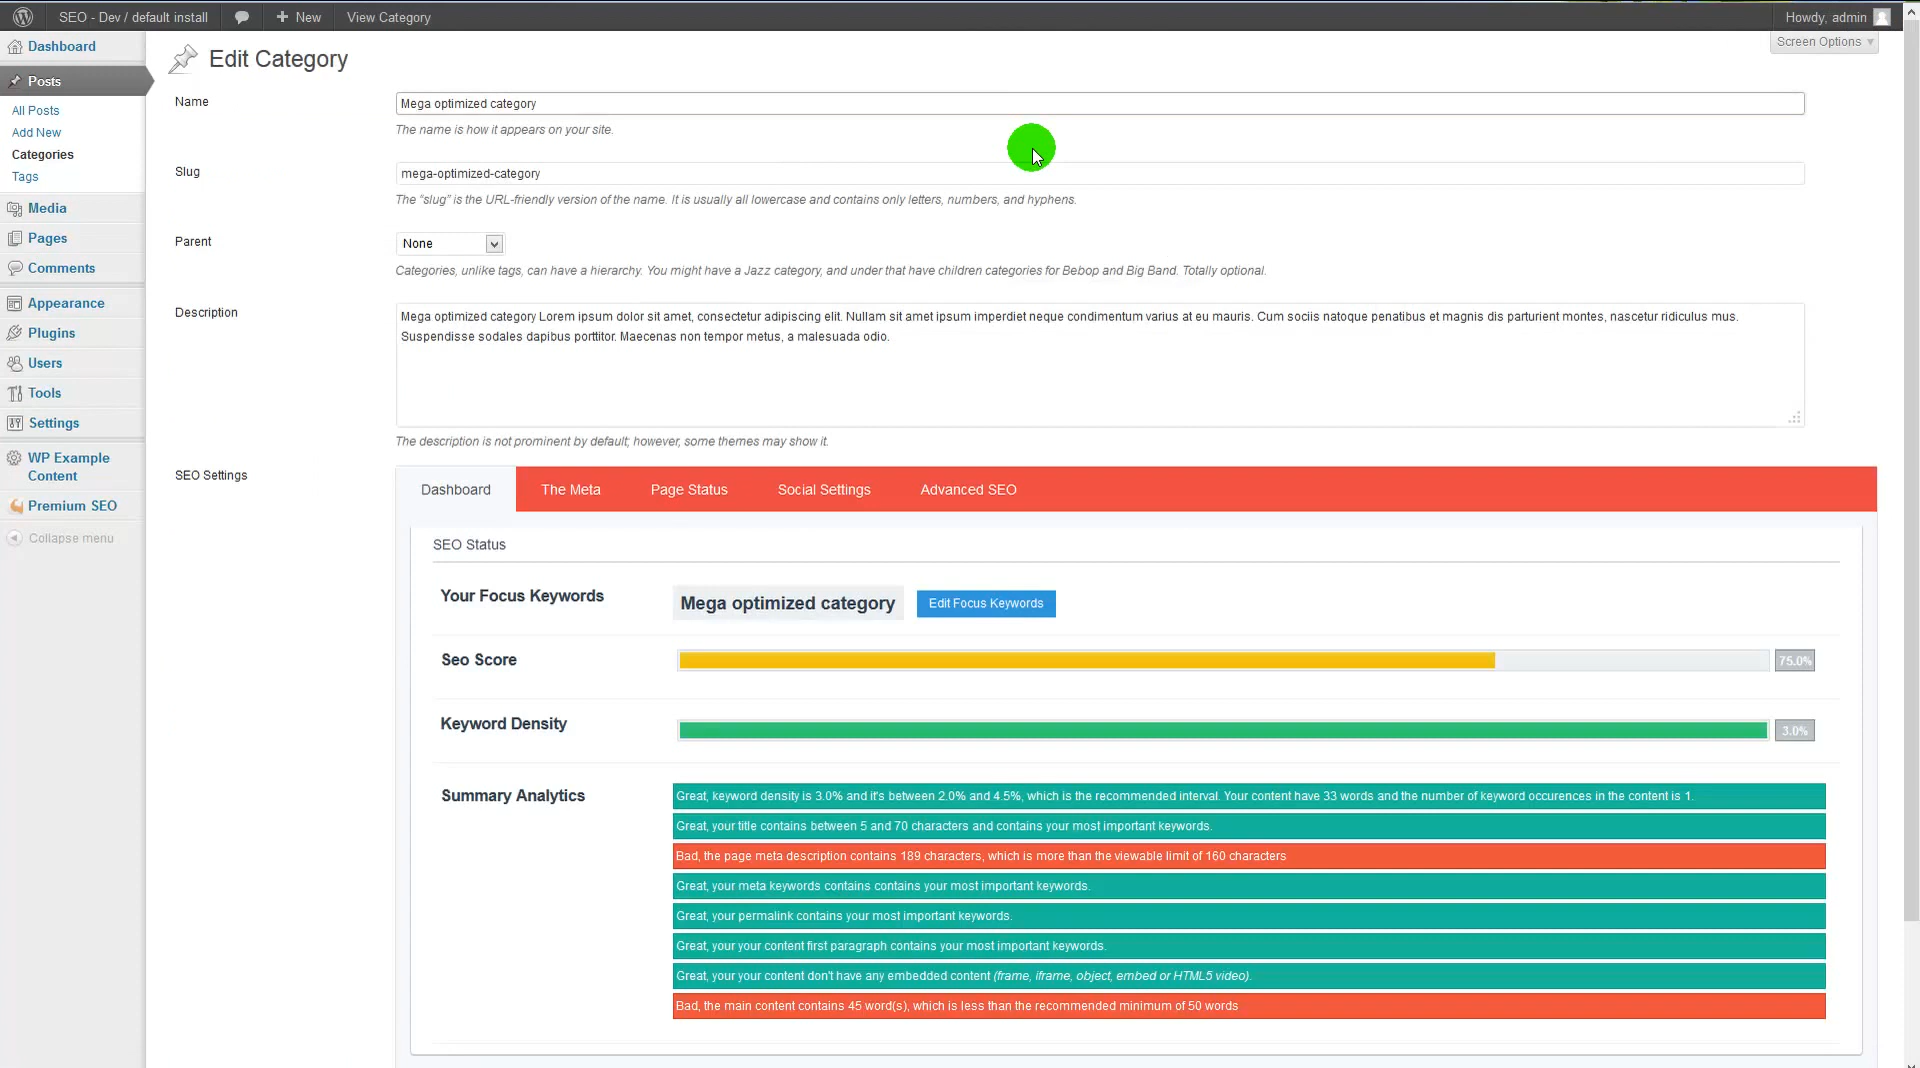 SEO - Dev / default install
New
View Category
Howdy, admin
Screen Options
Dashboard
Posts
All Posts
Add New
Categories
Tags
Media
Pages
Comments
Appearance
Plugins
Users
Tools
Settings
WP Example
Content
Premium SEO
Collapse menu
Edit Category
Name
Mega optimized category
The name is how it appears on your site.
Slug
mega-optimized-category
The “slug” is the URL-friendly version of the name. It is usually all lowercase and contains only letters, numbers, and hyphens.
Parent
None
Categories, unlike tags, can have a hierarchy. You might have a Jazz category, and under that have children categories for Bebop and Big Band. Totally optional.
Description
Mega optimized category Lorem ipsum dolor sit amet, consectetur adipiscing elit. Nullam sit amet ipsum imperdiet neque condimentum varius at eu mauris. Cum sociis natoque penatibus et magnis dis parturient montes, nascetur ridiculus mus.
Suspendisse sodales dapibus porttitor. Maecenas non tempor metus, a malesuada odio.
The description is not prominent by default; however, some themes may show it.
SEO Settings
Dashboard
The Meta
Page Status
Social Settings
Advanced SEO
SEO Status
Your Focus Keywords
Mega optimized category
Edit Focus Keywords
Seo Score
75.0%
Keyword Density
3.0%
Summary Analytics
Great, keyword density is 3.0% and it's between 2.0% and 4.5%, which is the recommended interval. Your content have 33 words and the number of keyword occurences in the content is 1.
Great, your title contains between 5 and 70 characters and contains your most important keywords.
Bad, the page meta description contains 189 characters, which is more than the viewable limit of 160 characters
Great, your meta keywords contains contains your most important keywords.
Great, your permalink contains your most important keywords.
Great, your your content first paragraph contains your most important keywords.
Great, your your content don't have any embedded content (frame, iframe, object, embed or HTML5 video).
Bad, the main content contains 45 word(s), which is less than the recommended minimum of 50 words